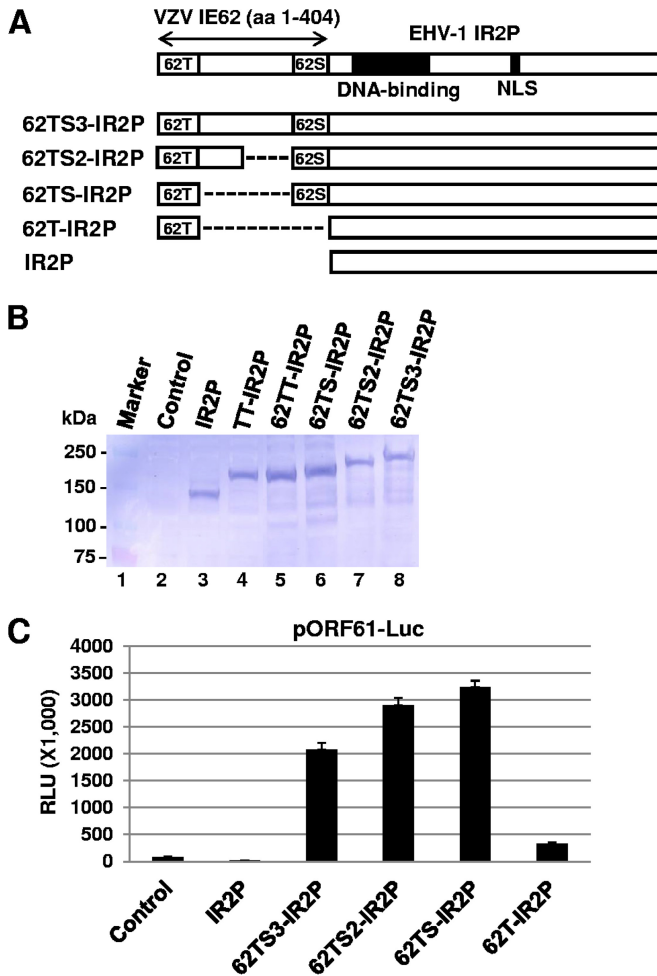 A
VZV IE62 (aa 1-404)
EHV-1 IR2P
62T 62S
DNA-binding NLS
62TS3-IR2P 62T 62S
62TS2-IR2P 62T 62S
62TS-IR2P 62T 62S
62T-IR2P 62T
IR2P
B
kDa Marker Control IR2P TT-IR2P 62TT-IR2P 62TS-IR2P 62TS2-IR2P 62TS3-IR2P
250
150
100
75
1 2 3 4 5 6 7 8
C
pORF61-Luc
RLU (X1,000)
4000
3500
3000
2500
2000
1500
1000
500
0
Control IR2P 62TS3-IR2P 62TS2-IR2P 62TS-IR2P 62T-IR2P